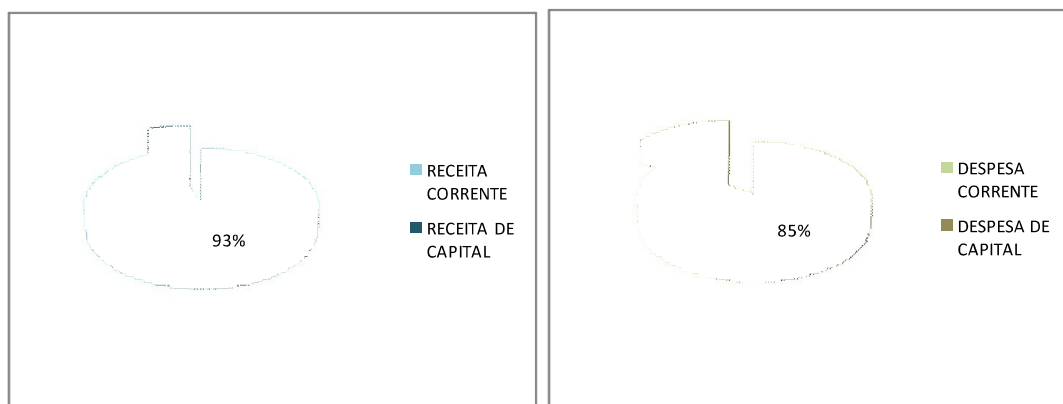 93%
RECEITA
CORRENTE
RECEITA DE
CAPITAL
85%
DESPESA
CORRENTE
DESPESA DE
CAPITAL